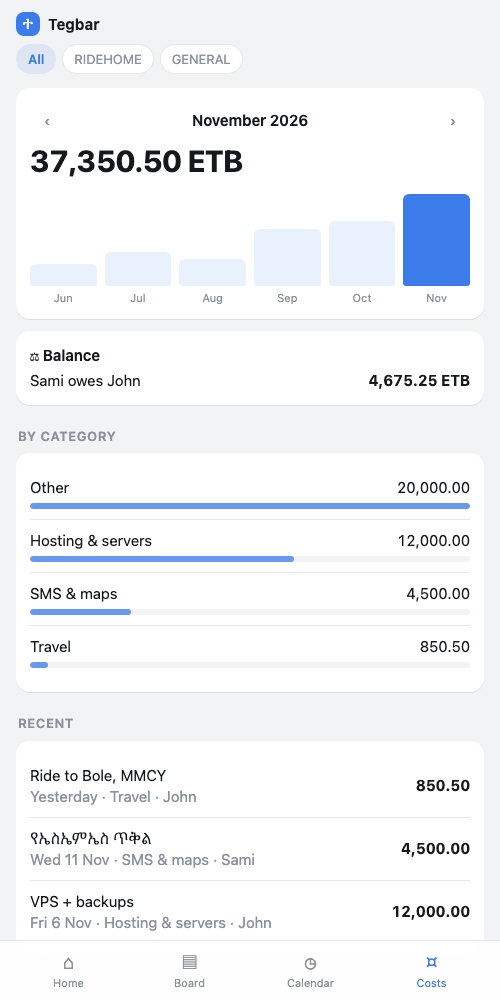 Tegbar
All RIDEHOME GENERAL
‹ November 2026 ›
37,350.50 ETB
Jun Jul Aug Sep Oct Nov
⚖ Balance
Sami owes John 4,675.25 ETB
BY CATEGORY
Other 20,000.00
Hosting & servers 12,000.00
SMS & maps 4,500.00
Travel 850.50
RECENT
Ride to Bole, MMCY 850.50
Yesterday · Travel · John
የኤስኤምኤስ ጥቅል 4,500.00
Wed 11 Nov · SMS & maps · Sami
VPS + backups 12,000.00
Fri 6 Nov · Hosting & servers · John
Home Board Calendar Costs